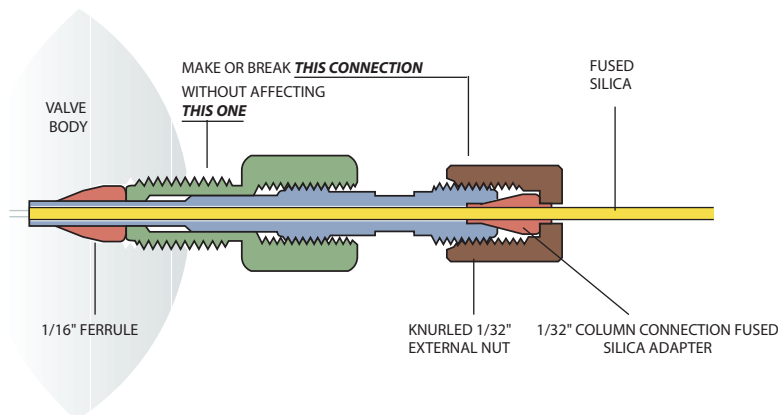 MAKE OR BREAK THIS CONNECTION
WITHOUT AFFECTING
THIS ONE
FUSED
SILICA
VALVE
BODY
1/16" FERRULE
KNURLED 1/32"
EXTERNAL NUT
1/32" COLUMN CONNECTION FUSED
SILICA ADAPTER